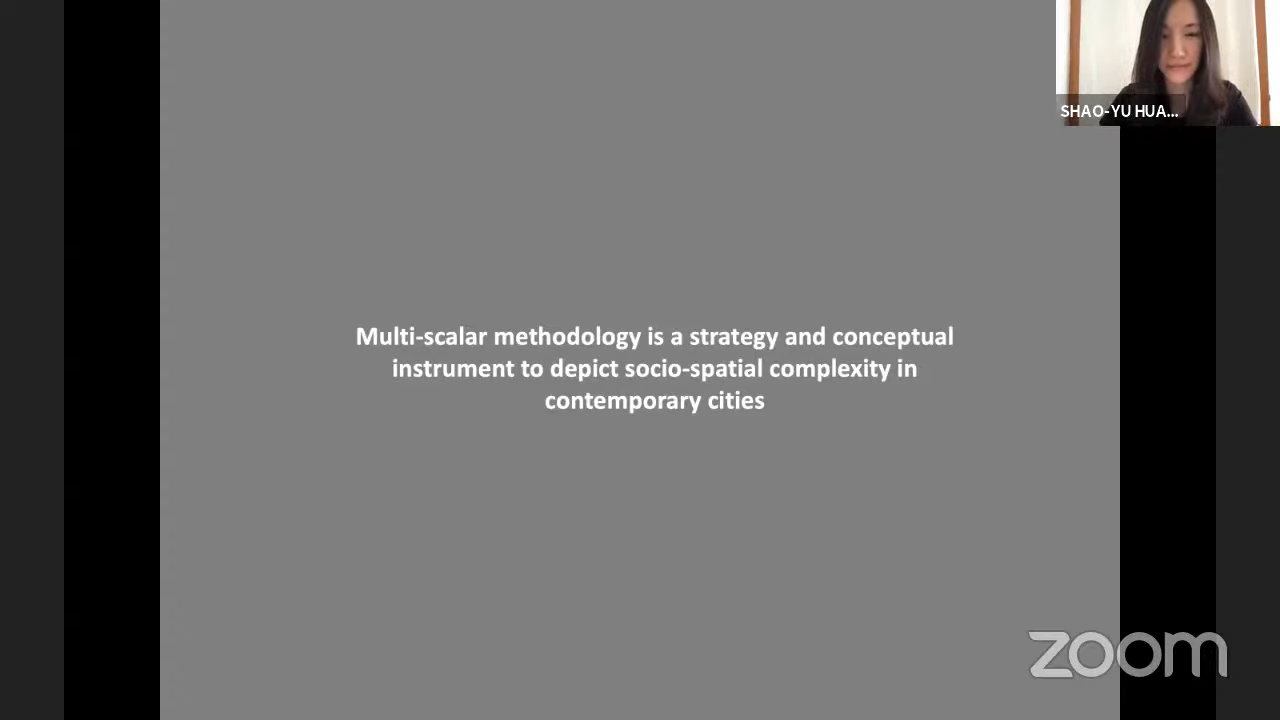 SHAO-YU HUA...
Multi-scalar methodology is a strategy and conceptual
instrument to depict socio-spatial complexity in
contemporary cities
zoom